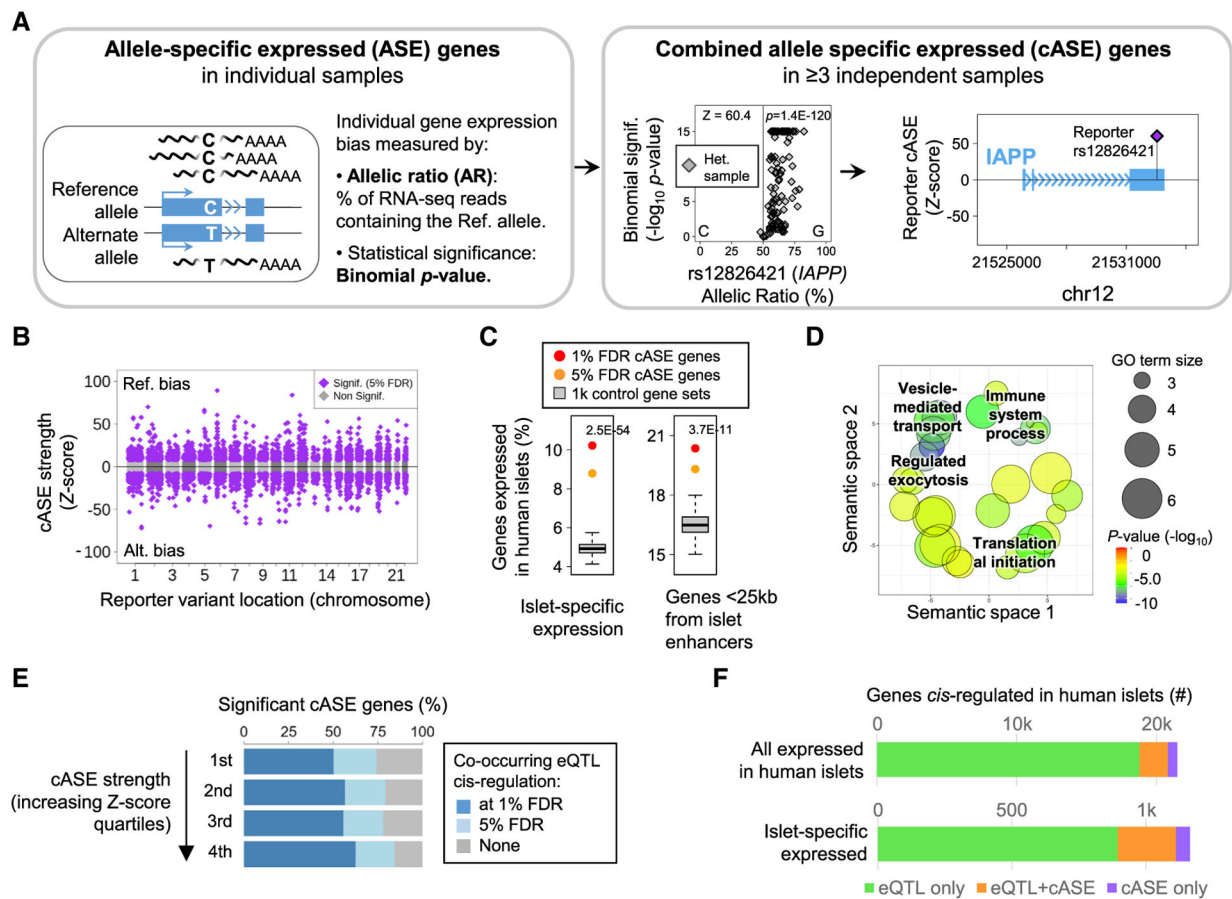 A
Allele-specific expressed (ASE) genes
in individual samples
C
AAAA
C
AAAA
C
AAAA
Reference
allele
C
Alternate
allele
T
T
AAAA
Individual gene expression
bias measured by:
• Allelic ratio (AR):
% of RNA-seq reads
containing the Ref. allele.
• Statistical significance:
Binomial p-value.
Combined allele specific expressed (cASE) genes
in ≥3 independent samples
Binomial signif.
(-log10 p-value)
Z = 60.4
p=1.4E-120
15
10
5
0
Het.
sample
C
G
0 25 50 75 100
rs12826421 (IAPP)
Allelic Ratio (%)
Reporter cASE
(Z-score)
50
0
-50
IAPP
Reporter
rs12826421
21525000
21531000
chr12
B
cASE strength
(Z-score)
100
50
0
-50
-100
Ref. bias
Alt. bias
Signif. (5% FDR)
Non Signif.
1 3 5 7 9 11 14 17 21
Reporter variant location (chromosome)
C
1% FDR cASE genes
5% FDR cASE genes
1k control gene sets
Genes expressed
in human islets (%)
10
8
6
4
2.5E-54
Islet-specific
expression
21
18
15
3.7E-11
Genes <25kb
from islet
enhancers
D
Semantic space 2
5
0
-5
Vesicle-
mediated
transport
Immune
system
process
Regulated
exocytosis
Translation
al initiation
-5 0 5
Semantic space 1
GO term size
3
4
5
6
P-value (-log10)
0
-5.0
-10
E
Significant cASE genes (%)
0 25 50 75 100
cASE strength
(increasing Z-score
quartiles)
1st
2nd
3rd
4th
Co-occurring eQTL
cis-regulation:
at 1% FDR
5% FDR
None
F
Genes cis-regulated in human islets (#)
0 10k 20k
All expressed
in human islets
0 500 1k
Islet-specific
expressed
eQTL only
eQTL+cASE
cASE only